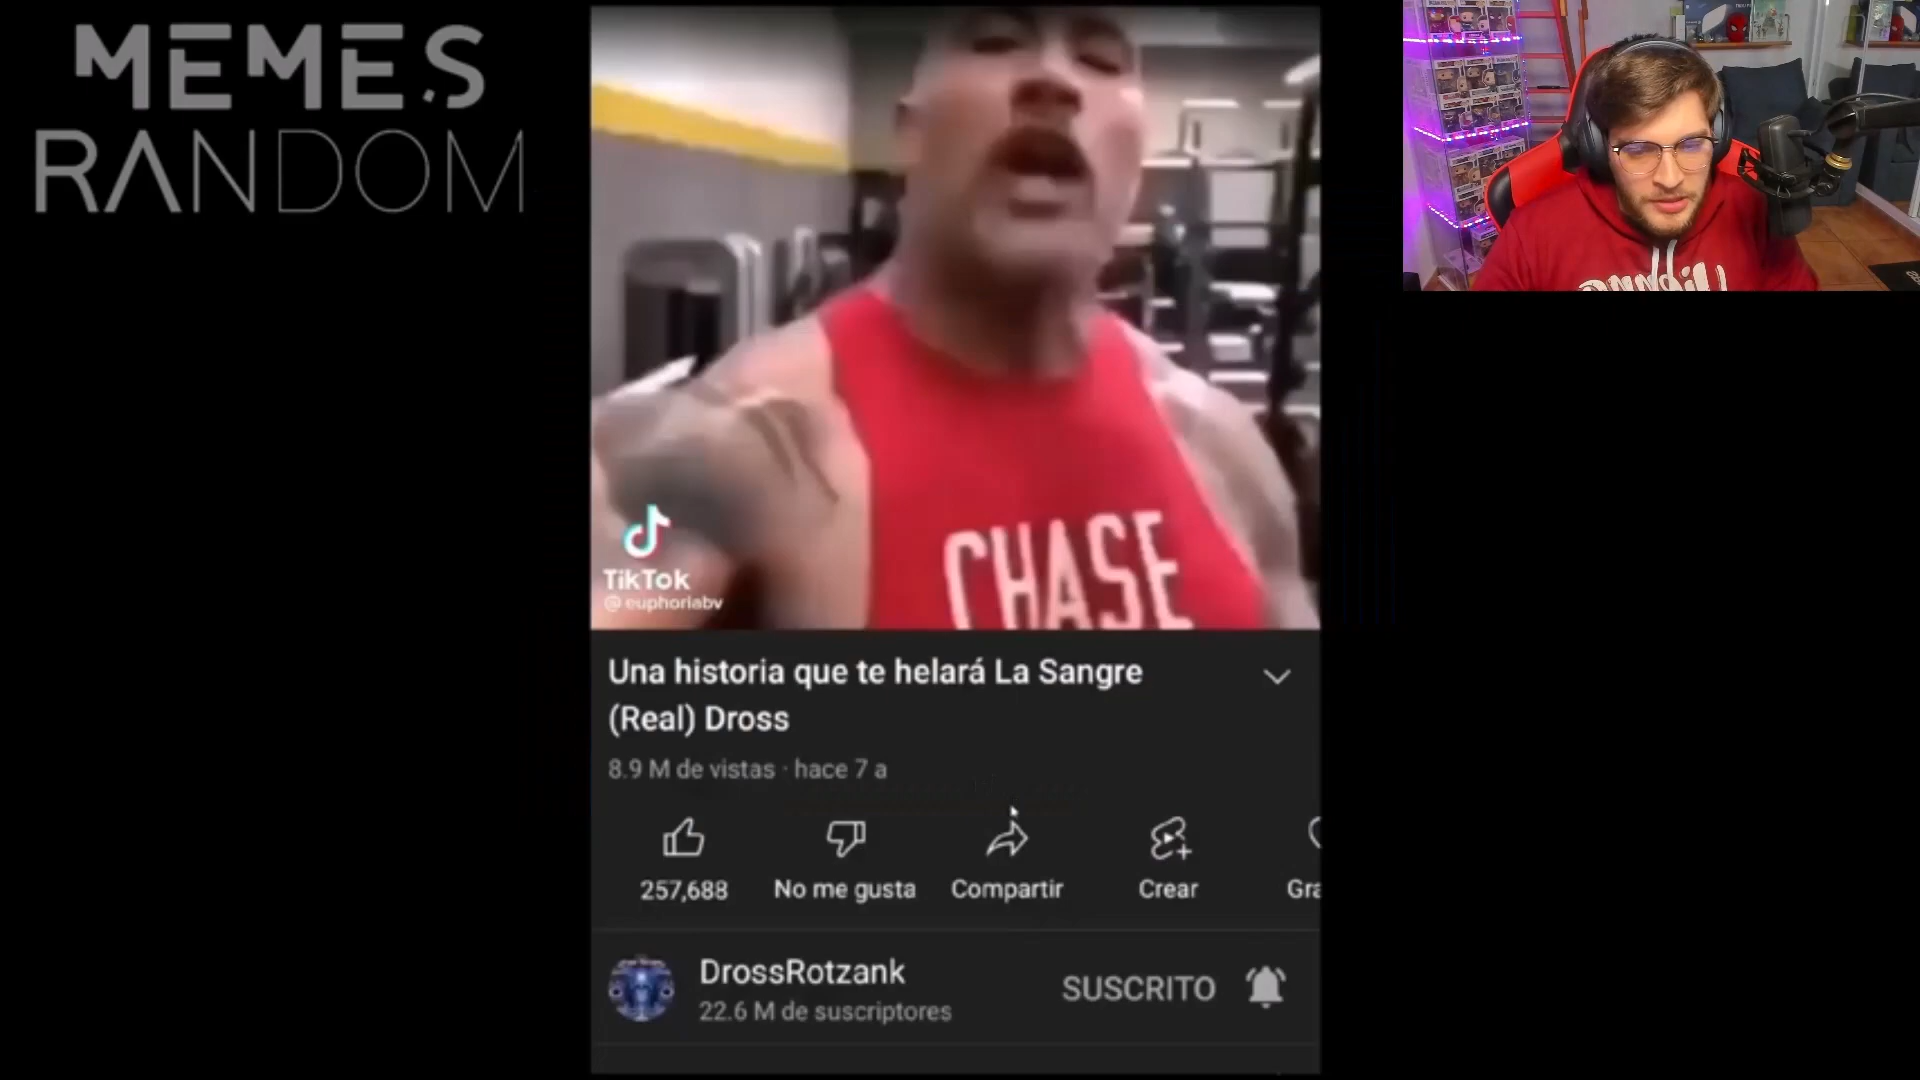 MEMES
RANDOM
CHASE
TikTok
@euphoriabv
Una historia que te helará La Sangre
(Real) Dross
8.9 M de vistas · hace 7 a
257,688
No me gusta
Compartir
Crear
Gra
DrossRotzank
SUSCRITO
22.6 M de suscriptores